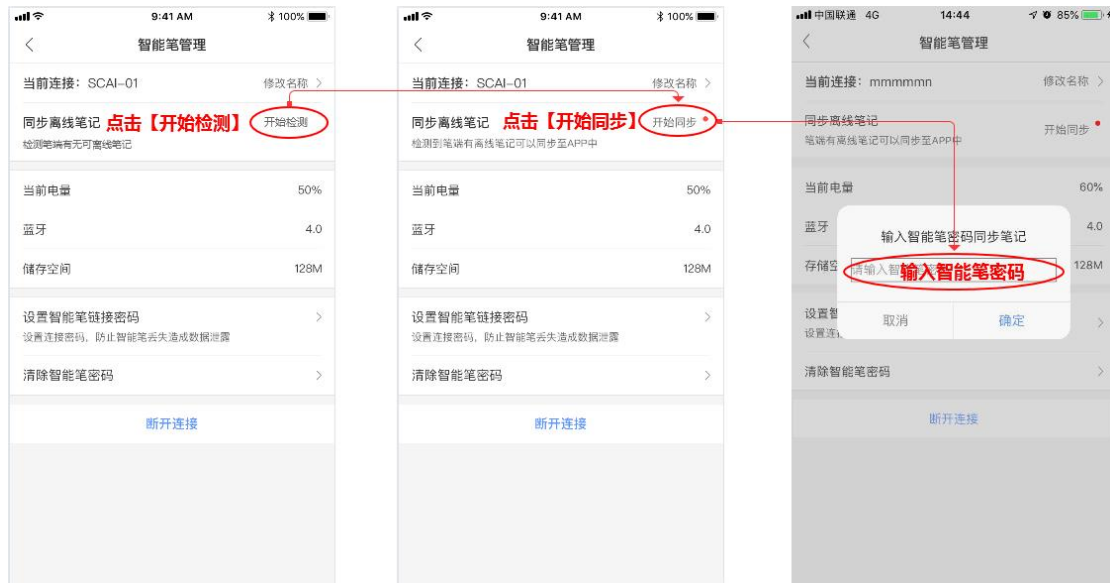 9:41 AM
100%
智能笔管理
当前连接：SCAI-01
修改名称
同步离线笔记
点击【开始检测】
开始检测
检测笔端有无可离线笔记
当前电量
50%
蓝牙
4.0
储存空间
128M
设置智能笔链接密码
设置连接密码，防止智能笔丢失造成数据泄露
清除智能笔密码
断开连接
9:41 AM
100%
智能笔管理
当前连接：SCAI-01
修改名称
同步离线笔记
点击【开始同步】
开始同步
检测到笔端有离线笔记可以同步至APP中
当前电量
50%
蓝牙
4.0
储存空间
128M
设置智能笔链接密码
设置连接密码，防止智能笔丢失造成数据泄露
清除智能笔密码
断开连接
中国联通 4G
14:44
85%
智能笔管理
当前连接：mmmmmn
修改名称
同步离线笔记
开始同步
笔端有离线笔记可以同步至APP中
当前电量
60%
蓝牙
4.0
输入智能笔密码同步笔记
存储空
128M
请输入智
输入智能笔密码
取消
确定
设置智
设置连
清除智能笔密码
断开连接